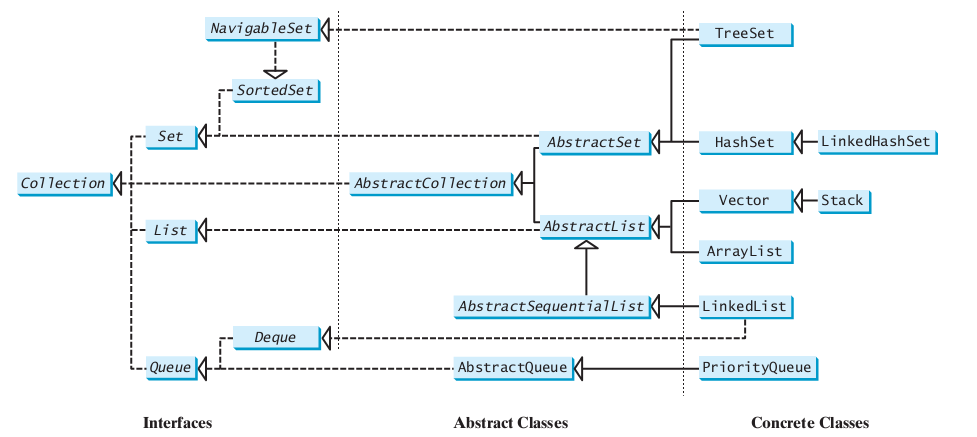 NavigableSet
TreeSet
SortedSet
Set
AbstractSet
HashSet
LinkedHashSet
Collection
AbstractCollection
Vector
Stack
List
AbstractList
ArrayList
AbstractSequentialList
LinkedList
Deque
Queue
AbstractQueue
PriorityQueue
Interfaces
Abstract Classes
Concrete Classes